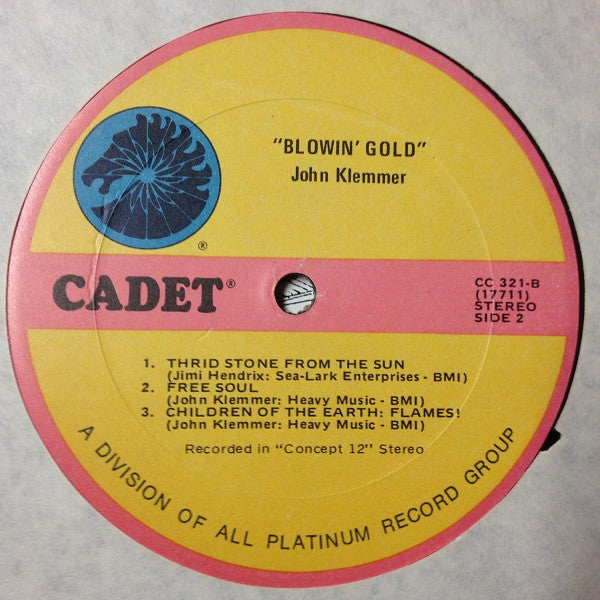 "BLOWIN' GOLD"
John Klemmer
®
CADET®
CC 321-B
(17711)
STEREO
SIDE 2
1. THRID STONE FROM THE SUN
(Jimi Hendrix: Sea-Lark Enterprises - BMI)
2. FREE SOUL
(John Klemmer: Heavy Music - BMI)
3. CHILDREN OF THE EARTH: FLAMES!
(John Klemmer: Heavy Music - BMI)
Recorded in "Concept 12" Stereo
A DIVISION OF ALL PLATINUM RECORD GROUP